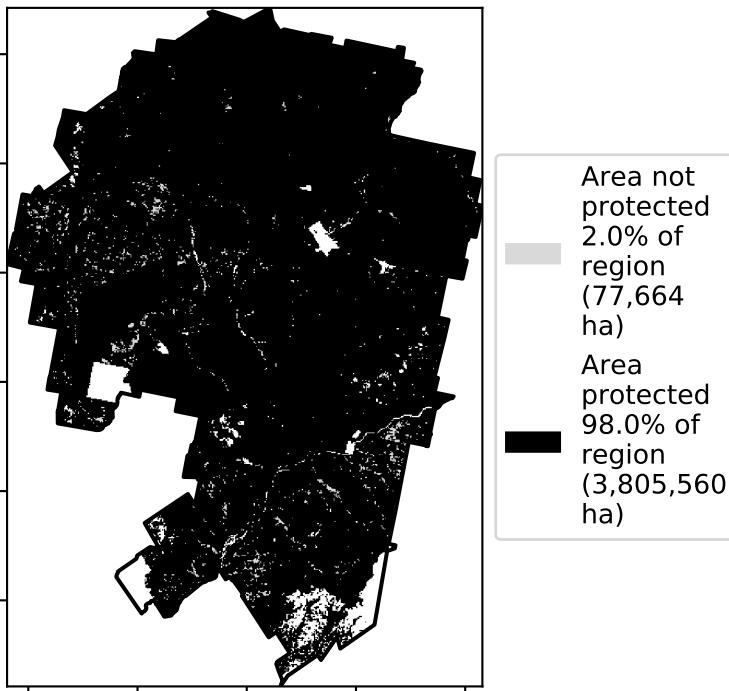 Area not
protected
2.0% of
region
(77,664
ha)
Area
protected
98.0% of
region
(3,805,560
ha)